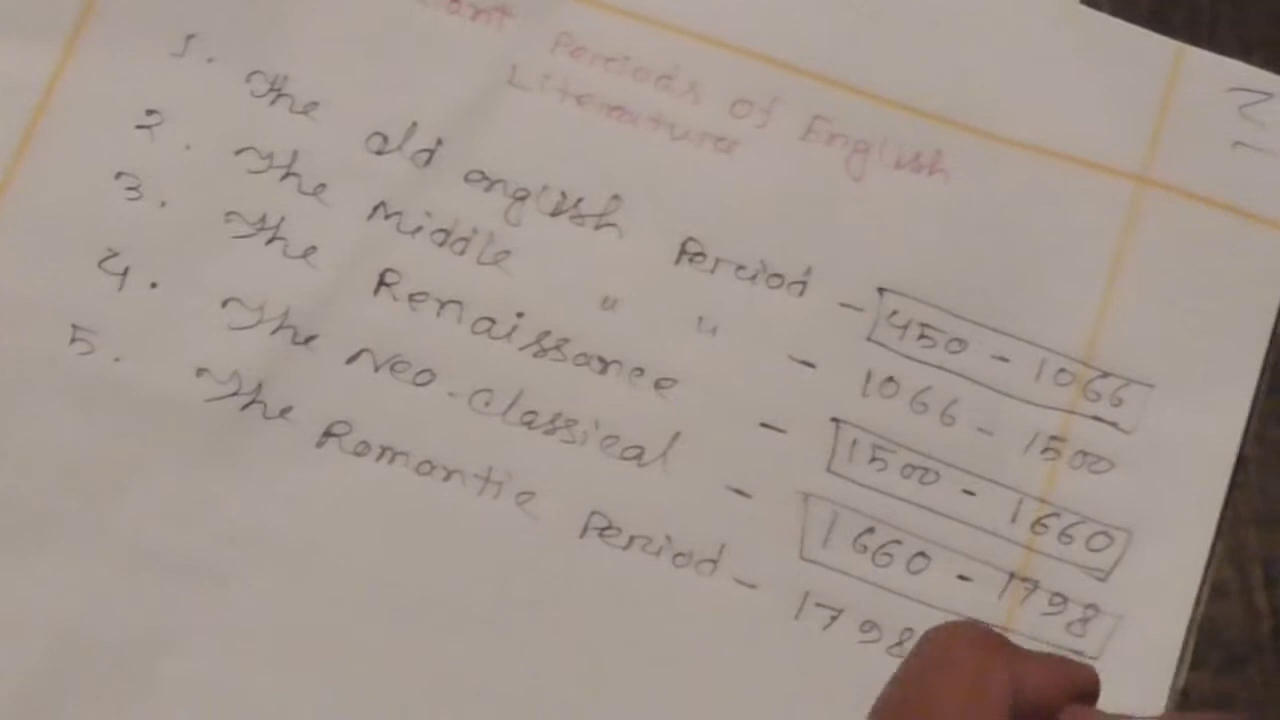 Periods of English
Literature
1. The old english Period - 450 - 1066
2. The Middle " " - 1066 - 1500
3. The Renaissance - 1500 - 1660
4. The Neo-classical - 1660 - 1798
5. The Romantic Period - 1798